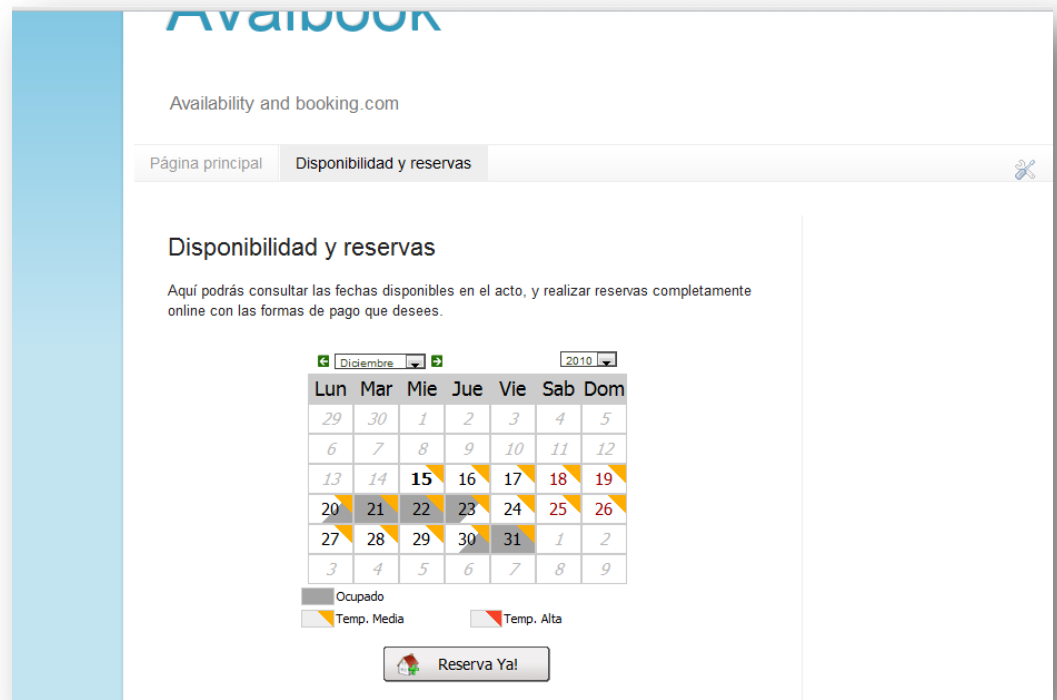 Avaibook
Availability and booking.com
Página principal Disponibilidad y reservas
Disponibilidad y reservas
Aquí podrás consultar las fechas disponibles en el acto, y realizar reservas completamente
online con las formas de pago que desees.
Diciembre 2010
Lun Mar Mie Jue Vie Sab Dom
29 30 1 2 3 4 5
6 7 8 9 10 11 12
13 14 15 16 17 18 19
20 21 22 23 24 25 26
27 28 29 30 31 1 2
3 4 5 6 7 8 9
Ocupado
Temp. Media Temp. Alta
Reserva Ya!